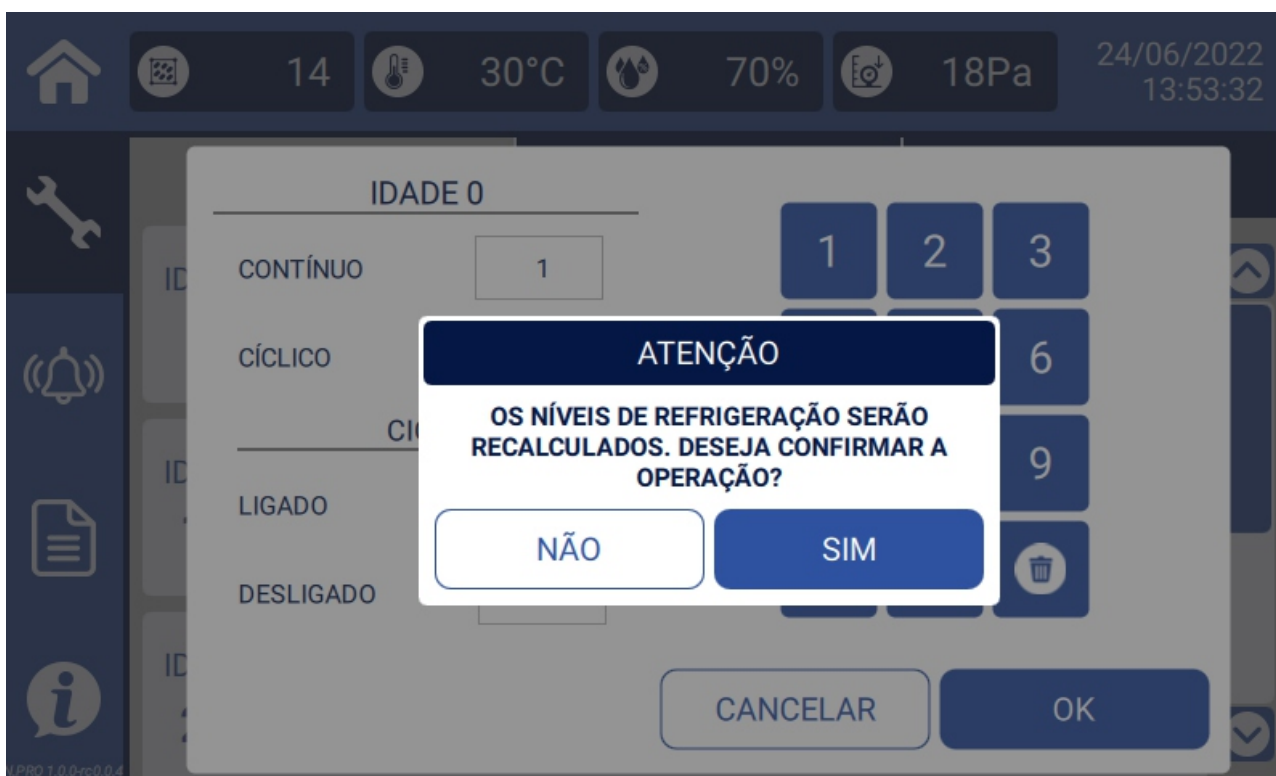 14
30°C
70%
18Pa
24/06/2022
13:53:32
IDADE 0
CONTÍNUO 1
CÍCLICO
LIGADO
DESLIGADO
1 2 3
6
9
ATENÇÃO
OS NÍVEIS DE REFRIGERAÇÃO SERÃO
RECALCULADOS. DESEJA CONFIRMAR A
OPERAÇÃO?
NÃO SIM
CANCELAR OK